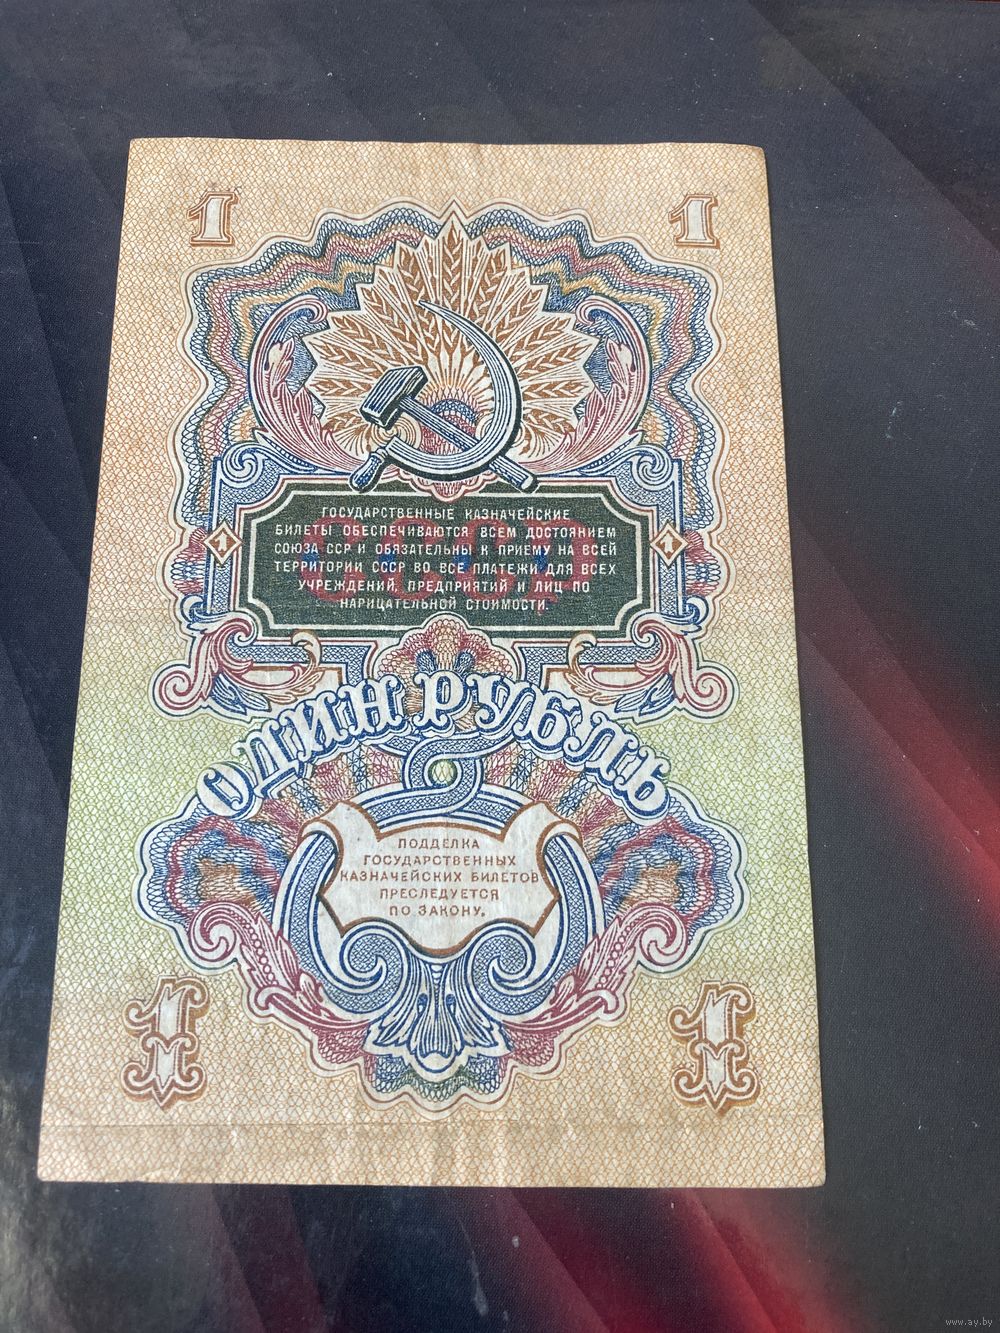 1 1
ГОСУДАРСТВЕННЫЕ КАЗНАЧЕЙСКИЕ
БИЛЕТЫ ОБЕСПЕЧИВАЮТСЯ ВСЕМ ДОСТОЯНИЕМ
СОЮЗА ССР И ОБЯЗАТЕЛЬНЫ К ПРИЕМУ НА ВСЕЙ
ТЕРРИТОРИИ СССР ВО ВСЕ ПЛАТЕЖИ ДЛЯ ВСЕХ
УЧРЕЖДЕНИЙ, ПРЕДПРИЯТИЙ И ЛИЦ ПО
НАРИЦАТЕЛЬНОЙ СТОИМОСТИ.
СССР
1 1
ОДИН РУБЛЬ
ПОДДЕЛКА
ГОСУДАРСТВЕННЫХ
КАЗНАЧЕЙСКИХ БИЛЕТОВ
ПРЕСЛЕДУЕТСЯ
ПО ЗАКОНУ.
1 1
www.ay.by